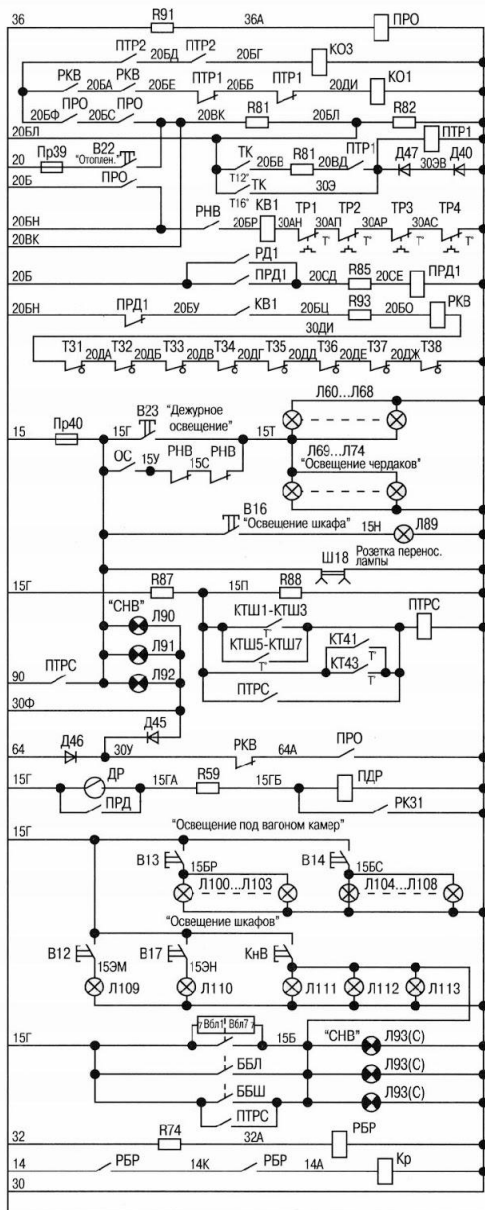 36 R91 36А ПРО
ПТР2 20БД ПТР2 20БГ КО3
РКВ 20БА РКВ 20БЕ ПТР1 20ББ ПТР1 20ДИ КО1
20БФ ПРО 20БС ПРО 20ВК R81 20БЛ R82
20БЛ ПТР1
20 Пр39 В22 "Отоплен." ТК 20БВ R81 20ВД ПТР1 Д47 30ЭВ Д40
Т12°
20Б ПРО ТК 30Э
Т16°
20БН РНВ 20БР КВ1 30АН ТР1 30АП ТР2 30АР ТР3 30АС ТР4
Т° Т° Т° Т°
20ВК
РД1
20Б ПРД1 20СД R85 20СЕ ПРД1
20БН ПРД1 20БУ КВ1 20БЦ R93 20БО РКВ
30ДИ
Т31 20ДА Т32 20ДБ Т33 20ДВ Т34 20ДГ Т35 20ДД Т36 20ДЕ Т37 20ДЖ Т38
Л60...Л68
15 Пр40 15Г В23 "Дежурное освещение" 15Т
ОС 15У РНВ 15С РНВ
Л69...Л74
"Освещение чердаков"
В16
"Освещение шкафа" 15Н Л89
Ш18 Розетка перенос. лампы
15Г R87 15П R88
"СНВ" Л90
КТШ1-КТШ3 ПТРС
Т°
Л91
КТШ5-КТШ7 КТ41
Т° Т°
90 ПТРС Л92 КТ43
Т°
ПТРС
30Ф
Д45
64 Д46 30У РКВ 64А ПРО
15Г ДР 15ГА R59 15ГБ ПДР
ПРД РК31
15Г "Освещение под вагоном камер"
В13 15БР В14 15БС
Л100...Л103 Л104...Л108
"Освещение шкафов"
В12 15ЭМ В17 15ЭН КнВ
Л109 Л110 Л111 Л112 Л113
15Г 7 Вбл1 Вбл7 7 15Б "СНВ" Л93(С)
ББЛ Л93(С)
ББШ Л93(С)
ПТРС
32 R74 32А РБР
14 РБР 14К РБР 14А Кр
30